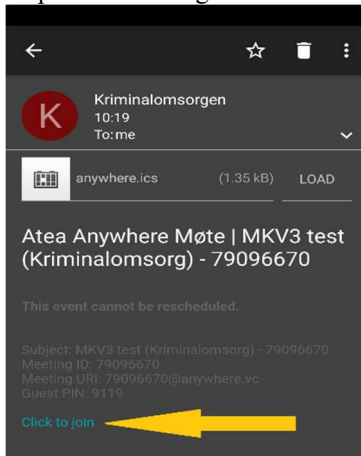 Kriminalomsorgen
K
10:19
To: me
anywhere.ics (1.35 kB) LOAD
Atea Anywhere Møte | MKV3 test
(Kriminalomsorg) - 79096670
This event cannot be rescheduled.
Subject: MKV3 test (Kriminalomsorg) - 79096670
Meeting ID: 79096670
Meeting URI: 79096670@anywhere.vc
Guest PIN: 9119
Click to join